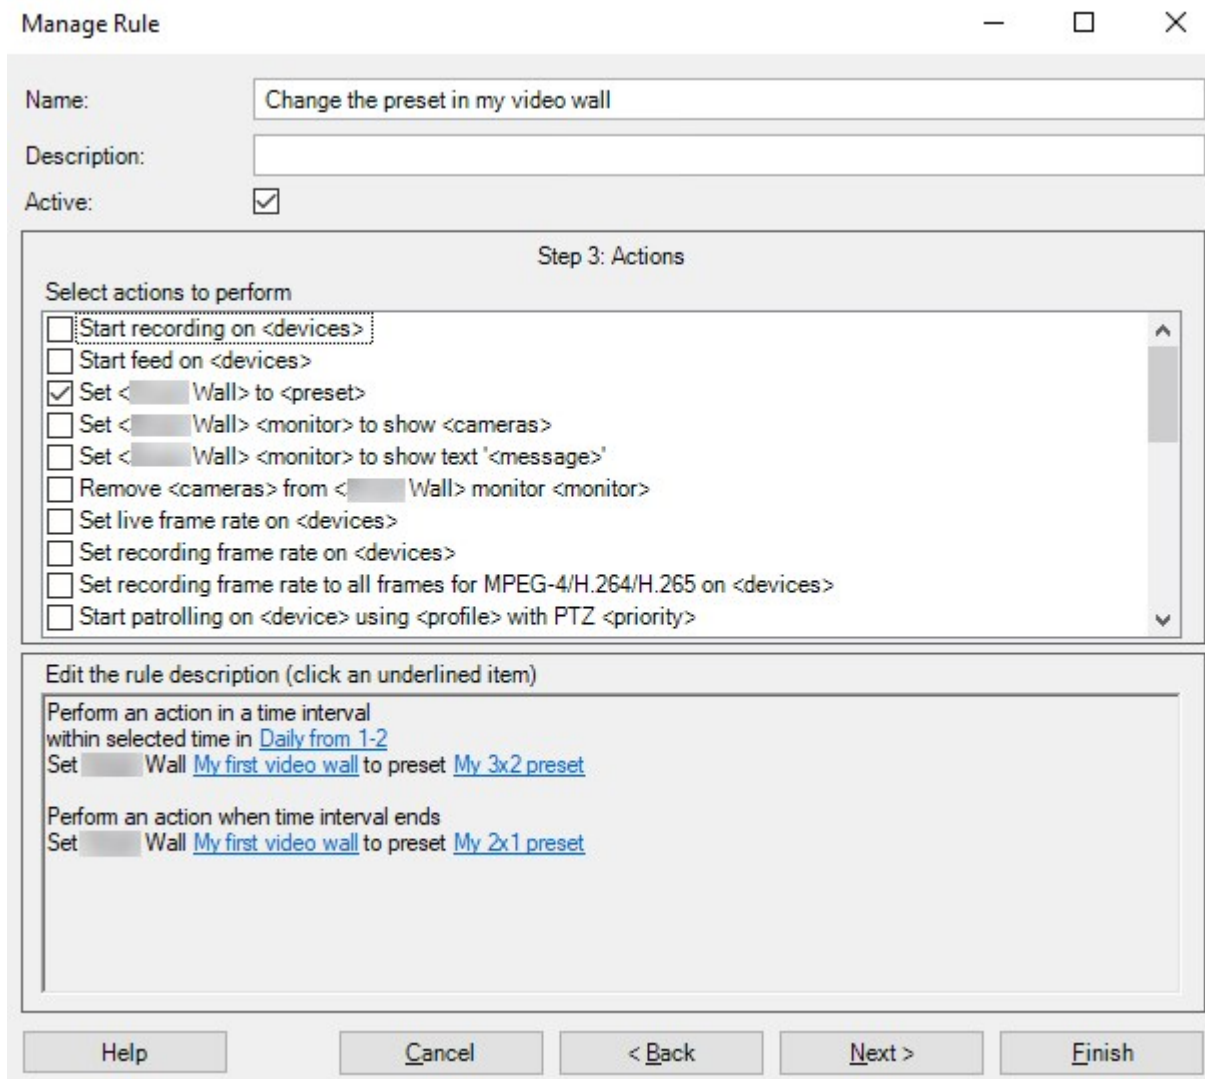 Manage Rule
Name: Change the preset in my video wall
Description:
Active:
Step 3: Actions
Select actions to perform
Start recording on <devices>
Start feed on <devices>
Set < Wall> to <preset>
Set < Wall> <monitor> to show <cameras>
Set < Wall> <monitor> to show text '<message>'
Remove <cameras> from < Wall> monitor <monitor>
Set live frame rate on <devices>
Set recording frame rate on <devices>
Set recording frame rate to all frames for MPEG-4/H.264/H.265 on <devices>
Start patrolling on <device> using <profile> with PTZ <priority>
Edit the rule description (click an underlined item)
Perform an action in a time interval
within selected time in Daily from 1-2
Set Wall My first video wall to preset My 3x2 preset
Perform an action when time interval ends
Set Wall My first video wall to preset My 2x1 preset
Help Cancel < Back Next > Finish